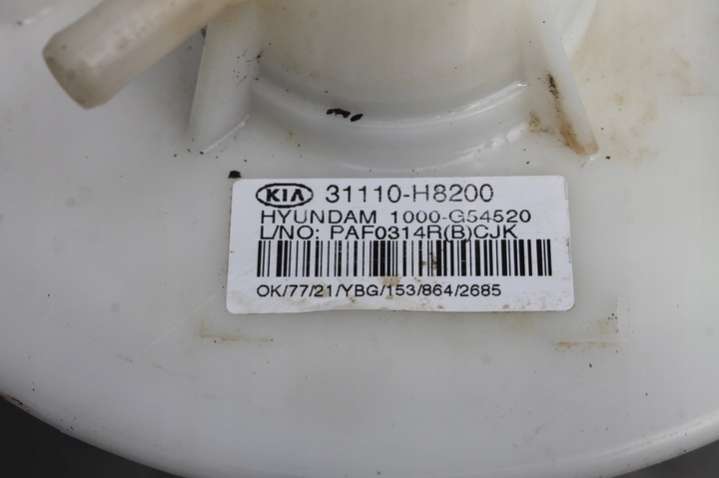 KIA 31110-H8200
HYUNDAM 1000-G54520
L/NO: PAF0314R(B)CJK
OK/77/21/YBG/153/864/2685